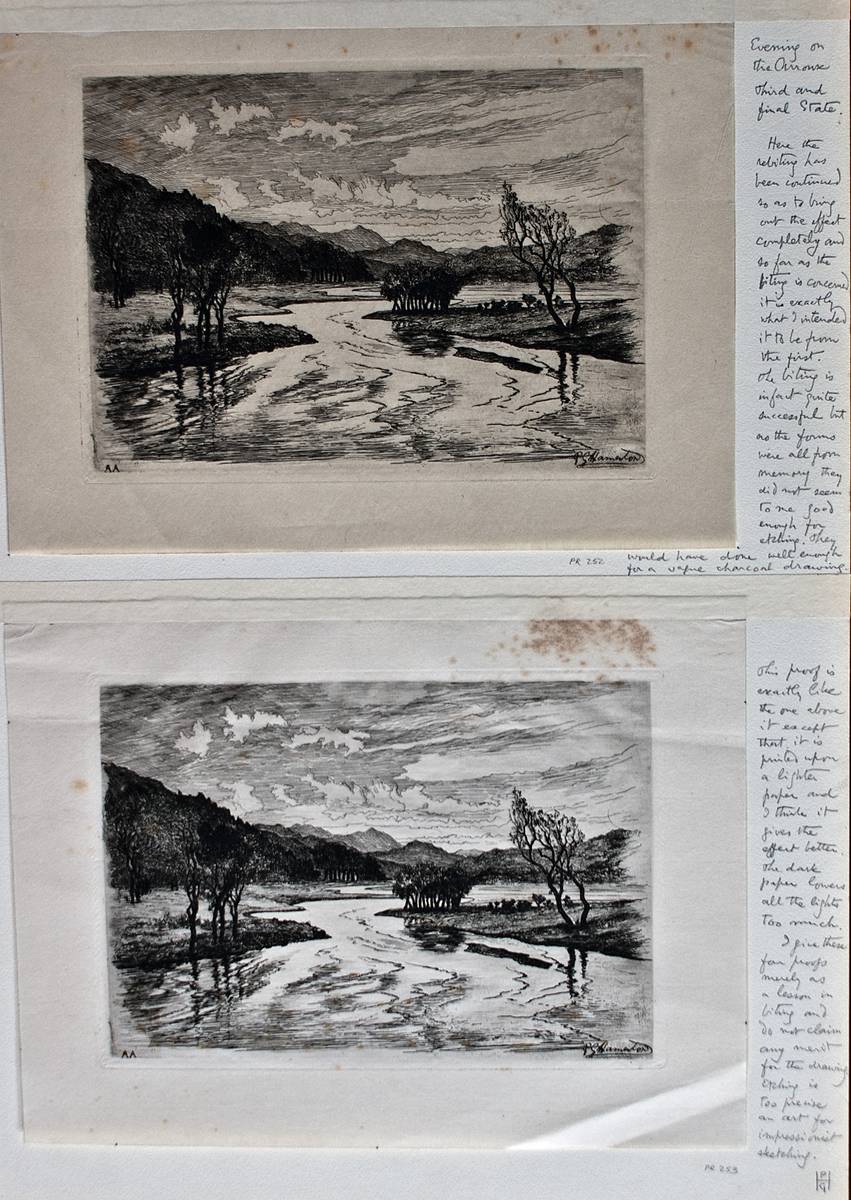 Evening on
the Arroux
third and
final State.
Here the
rebiting has
been continued
so as to bring
out the effect
completely and
so far as the
biting is concerned
it is exactly
what I intended
it to be from
the first.
The biting is
in fact quite
successful but
as the forms
were all from
memory they
did not seem
to me good
enough for
etching. They
would have done well enough
for a vague charcoal drawing.
PR 252
AA
P.G. Hamerton
This proof is
exactly like
the one above
it except
that it is
printed upon
a lighter
paper and
I think it
gives the
effect better.
The dark
paper lowers
all the lights
too much.
I give these
four proofs
merely as
a lesson in
biting and
do not claim
any merit
for the drawing
Etching is
too precise
an art for
impressionist
sketching.
AA
P.G. Hamerton
PR 253